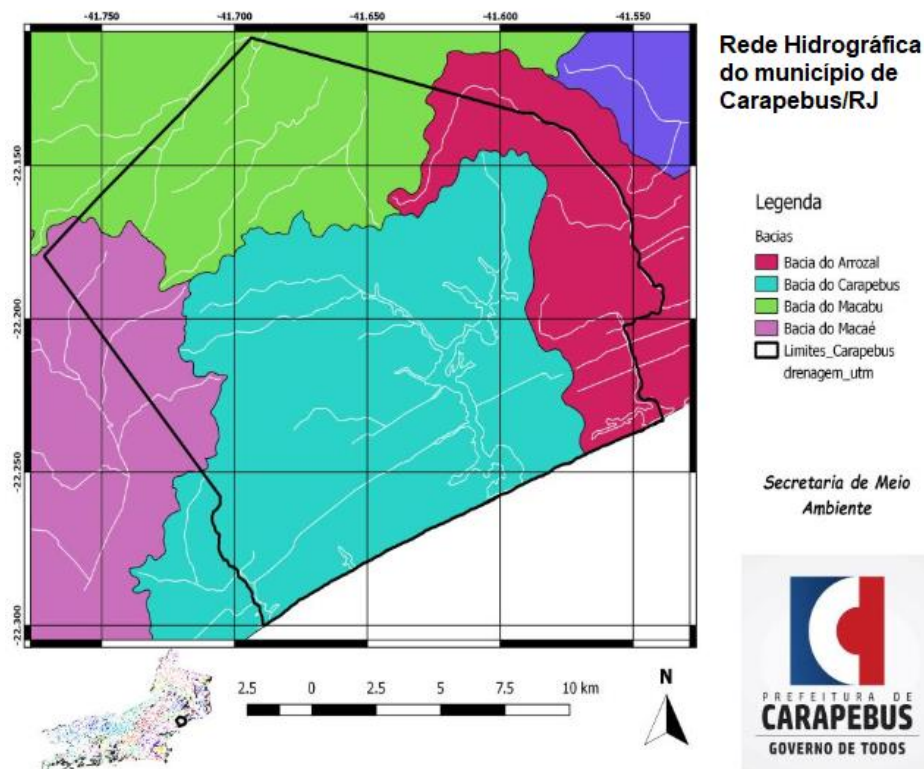 -41.750 -41.700 -41.650 -41.600 -41.550
Rede Hidrográfica
do município de
Carapebus/RJ
-22.150
-22.200
-22.250
-22.300
Legenda
Bacias
Bacia do Arrozal
Bacia do Carapebus
Bacia do Macabu
Bacia do Macaé
Limites_Carapebus
drenagem_utm
Secretaria de Meio
Ambiente
2.5 0 2.5 5 7.5 10 km
N
PREFEITURA DE
CARAPEBUS
GOVERNO DE TODOS